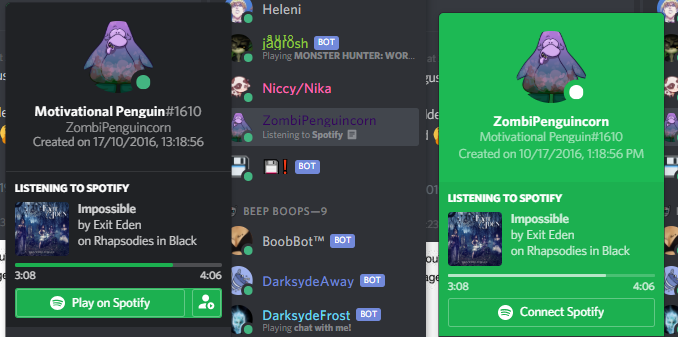 Motivational Penguin#1610
ZombiPenguincorn
Created on 17/10/2016, 13:18:56
LISTENING TO SPOTIFY
Impossible
by Exit Eden
on Rhapsodies in Black
3:08 4:06
Play on Spotify
Heleni
jagrosh BOT
Playing MONSTER HUNTER: WOR...
Niccy/Nika
ZombiPenguincorn
Listening to Spotify
💾❗ BOT
BEEP BOOPS—9
BoobBot™ BOT
DarksydeAway BOT
DarksydeFrost BOT
Playing chat with me!
ZombiPenguincorn
Motivational Penguin#1610
Created on 10/17/2016, 1:18:56 PM
LISTENING TO SPOTIFY
Impossible
by Exit Eden
on Rhapsodies in Black
3:08 4:06
Connect Spotify